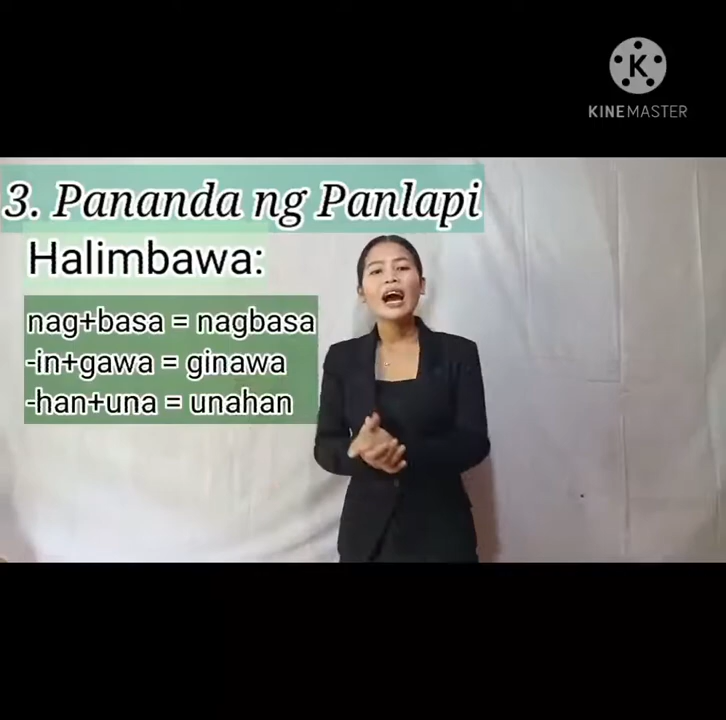 KINEMASTER
3. Pananda ng Panlapi
Halimbawa:
nag+basa = nagbasa
-in+gawa = ginawa
-han+una = unahan